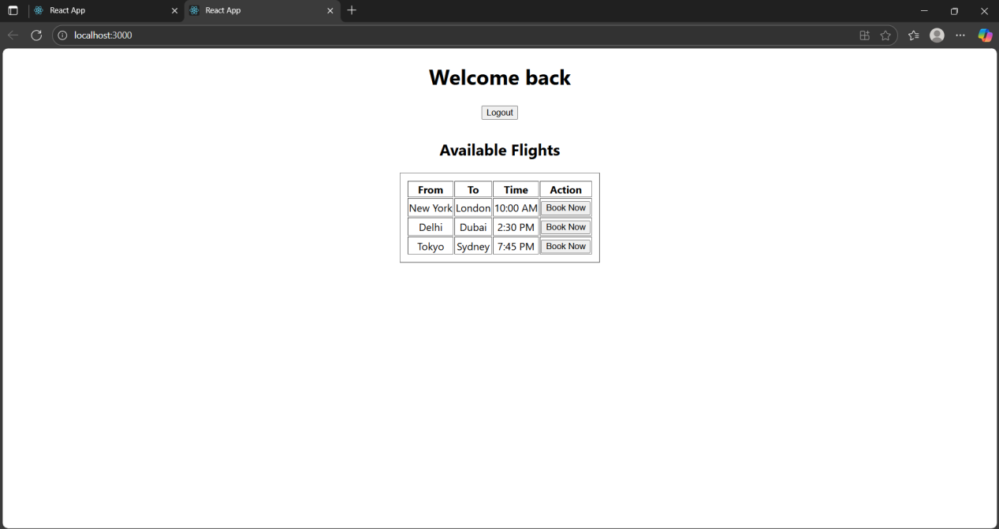 React App
React App
localhost:3000
Welcome back
Logout
Available Flights
From To Time Action
New York London 10:00 AM Book Now
Delhi Dubai 2:30 PM Book Now
Tokyo Sydney 7:45 PM Book Now